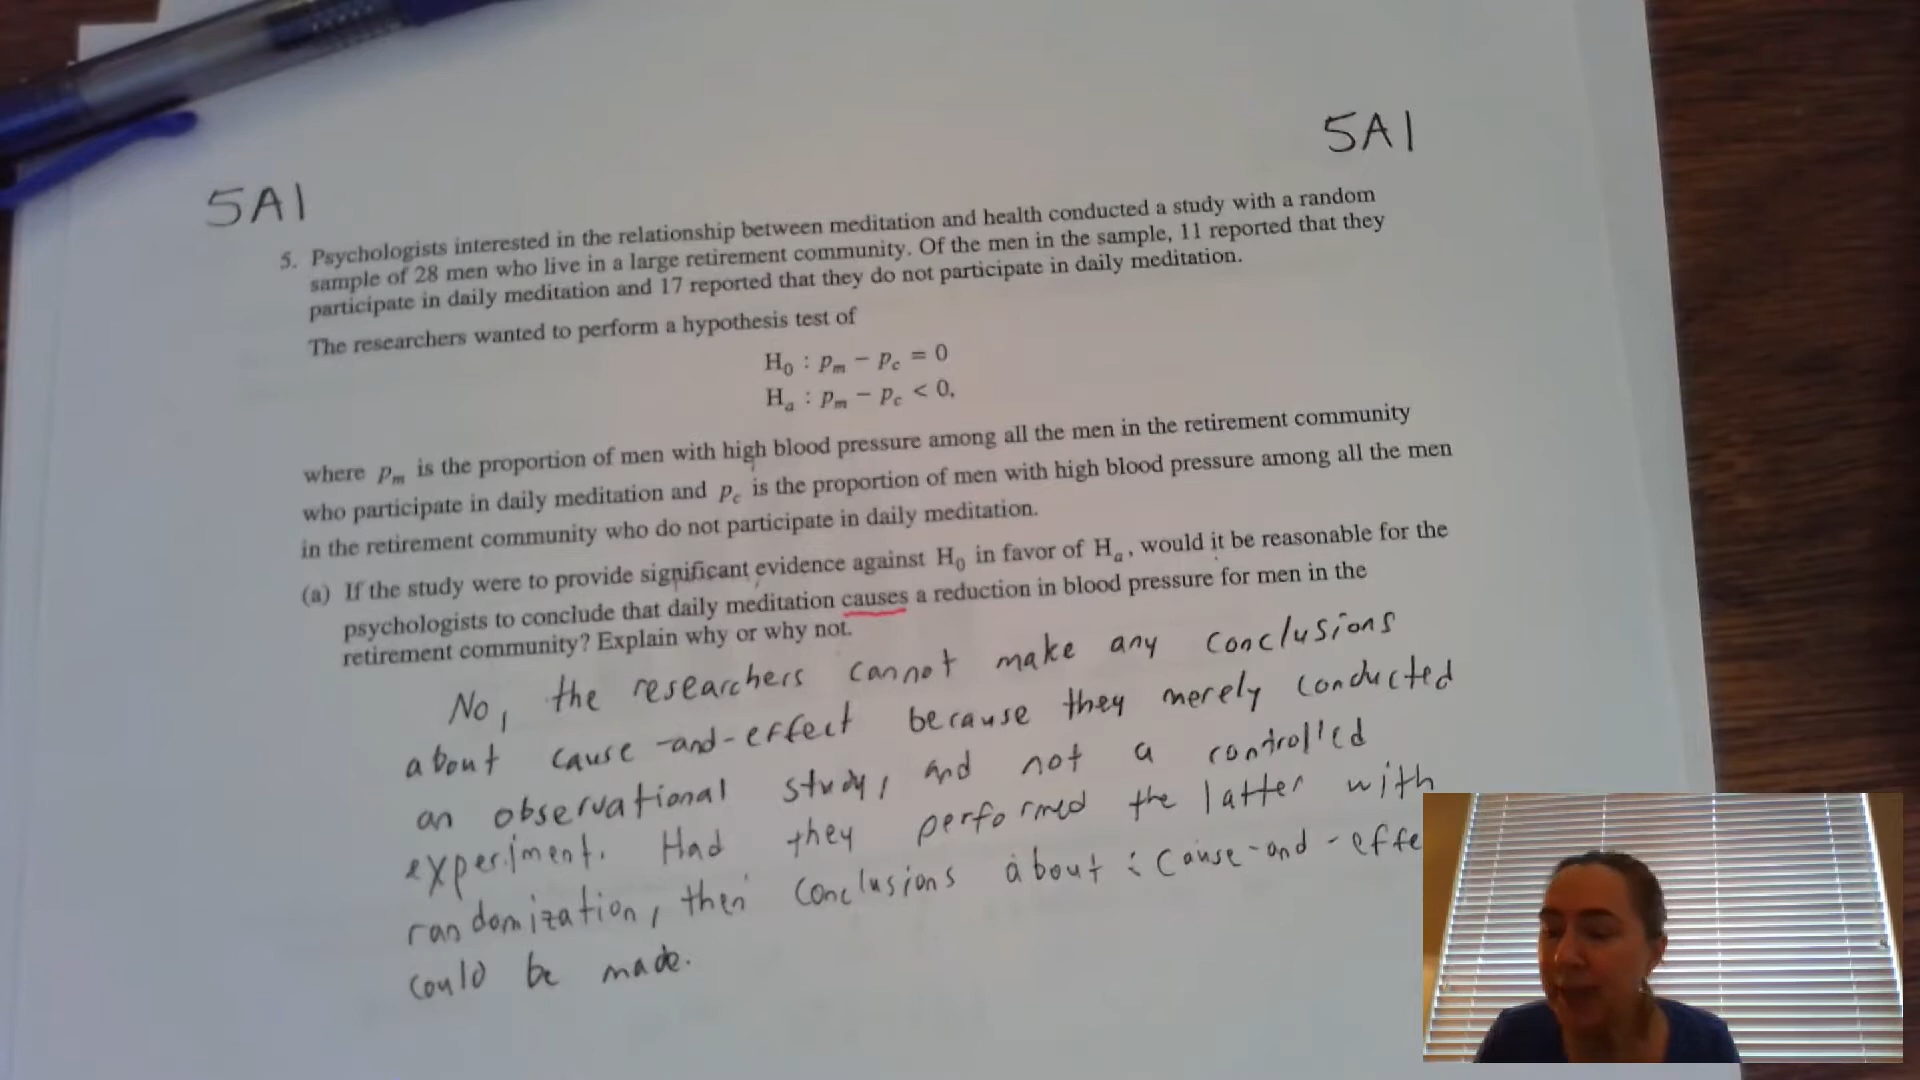 5A1
5A1
5. Psychologists interested in the relationship between meditation and health conducted a study with a random
sample of 28 men who live in a large retirement community. Of the men in the sample, 11 reported that they
participate in daily meditation and 17 reported that they do not participate in daily meditation.
The researchers wanted to perform a hypothesis test of
H₀ : pₘ − p_c = 0
Hₐ : pₘ − p_c < 0,
where pₘ is the proportion of men with high blood pressure among all the men in the retirement community
who participate in daily meditation and p_c is the proportion of men with high blood pressure among all the men
in the retirement community who do not participate in daily meditation.
(a) If the study were to provide significant evidence against H₀ in favor of Hₐ, would it be reasonable for the
psychologists to conclude that daily meditation causes a reduction in blood pressure for men in the
retirement community? Explain why or why not.
No, the researchers cannot make any conclusions
about cause-and-effect because they merely conducted
an observational study, and not a controlled
experiment. Had they performed the latter with
randomization, then conclusions about cause-and-effe
could be made.